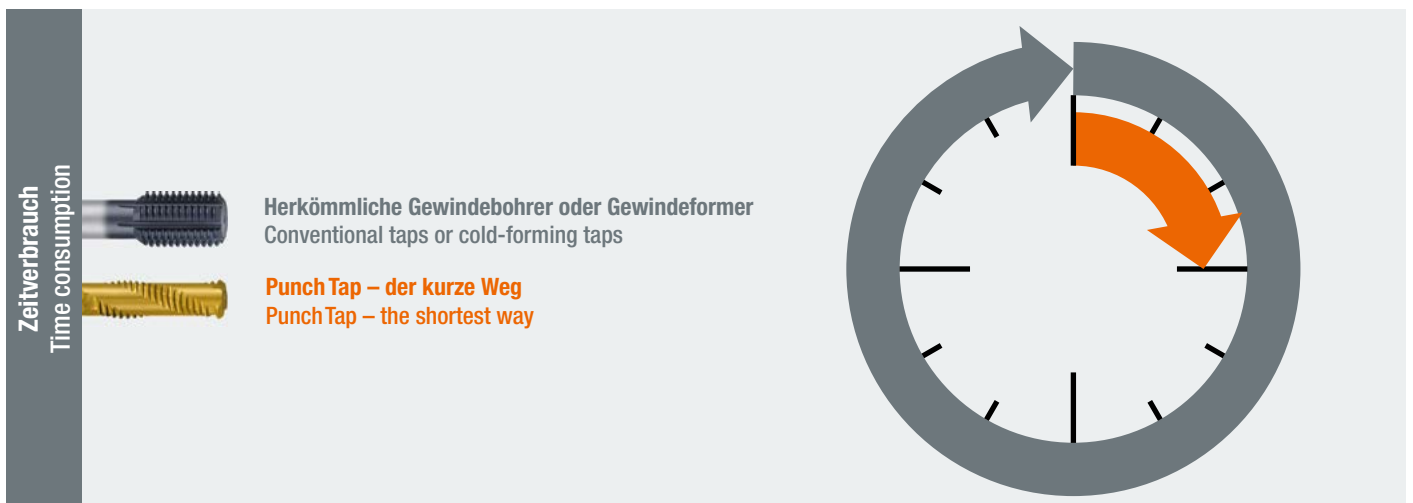 Zeitverbrauch
Time consumption
Herkömmliche Gewindebohrer oder Gewindeformer
Conventional taps or cold-forming taps
Punch Tap – der kurze Weg
Punch Tap – the shortest way